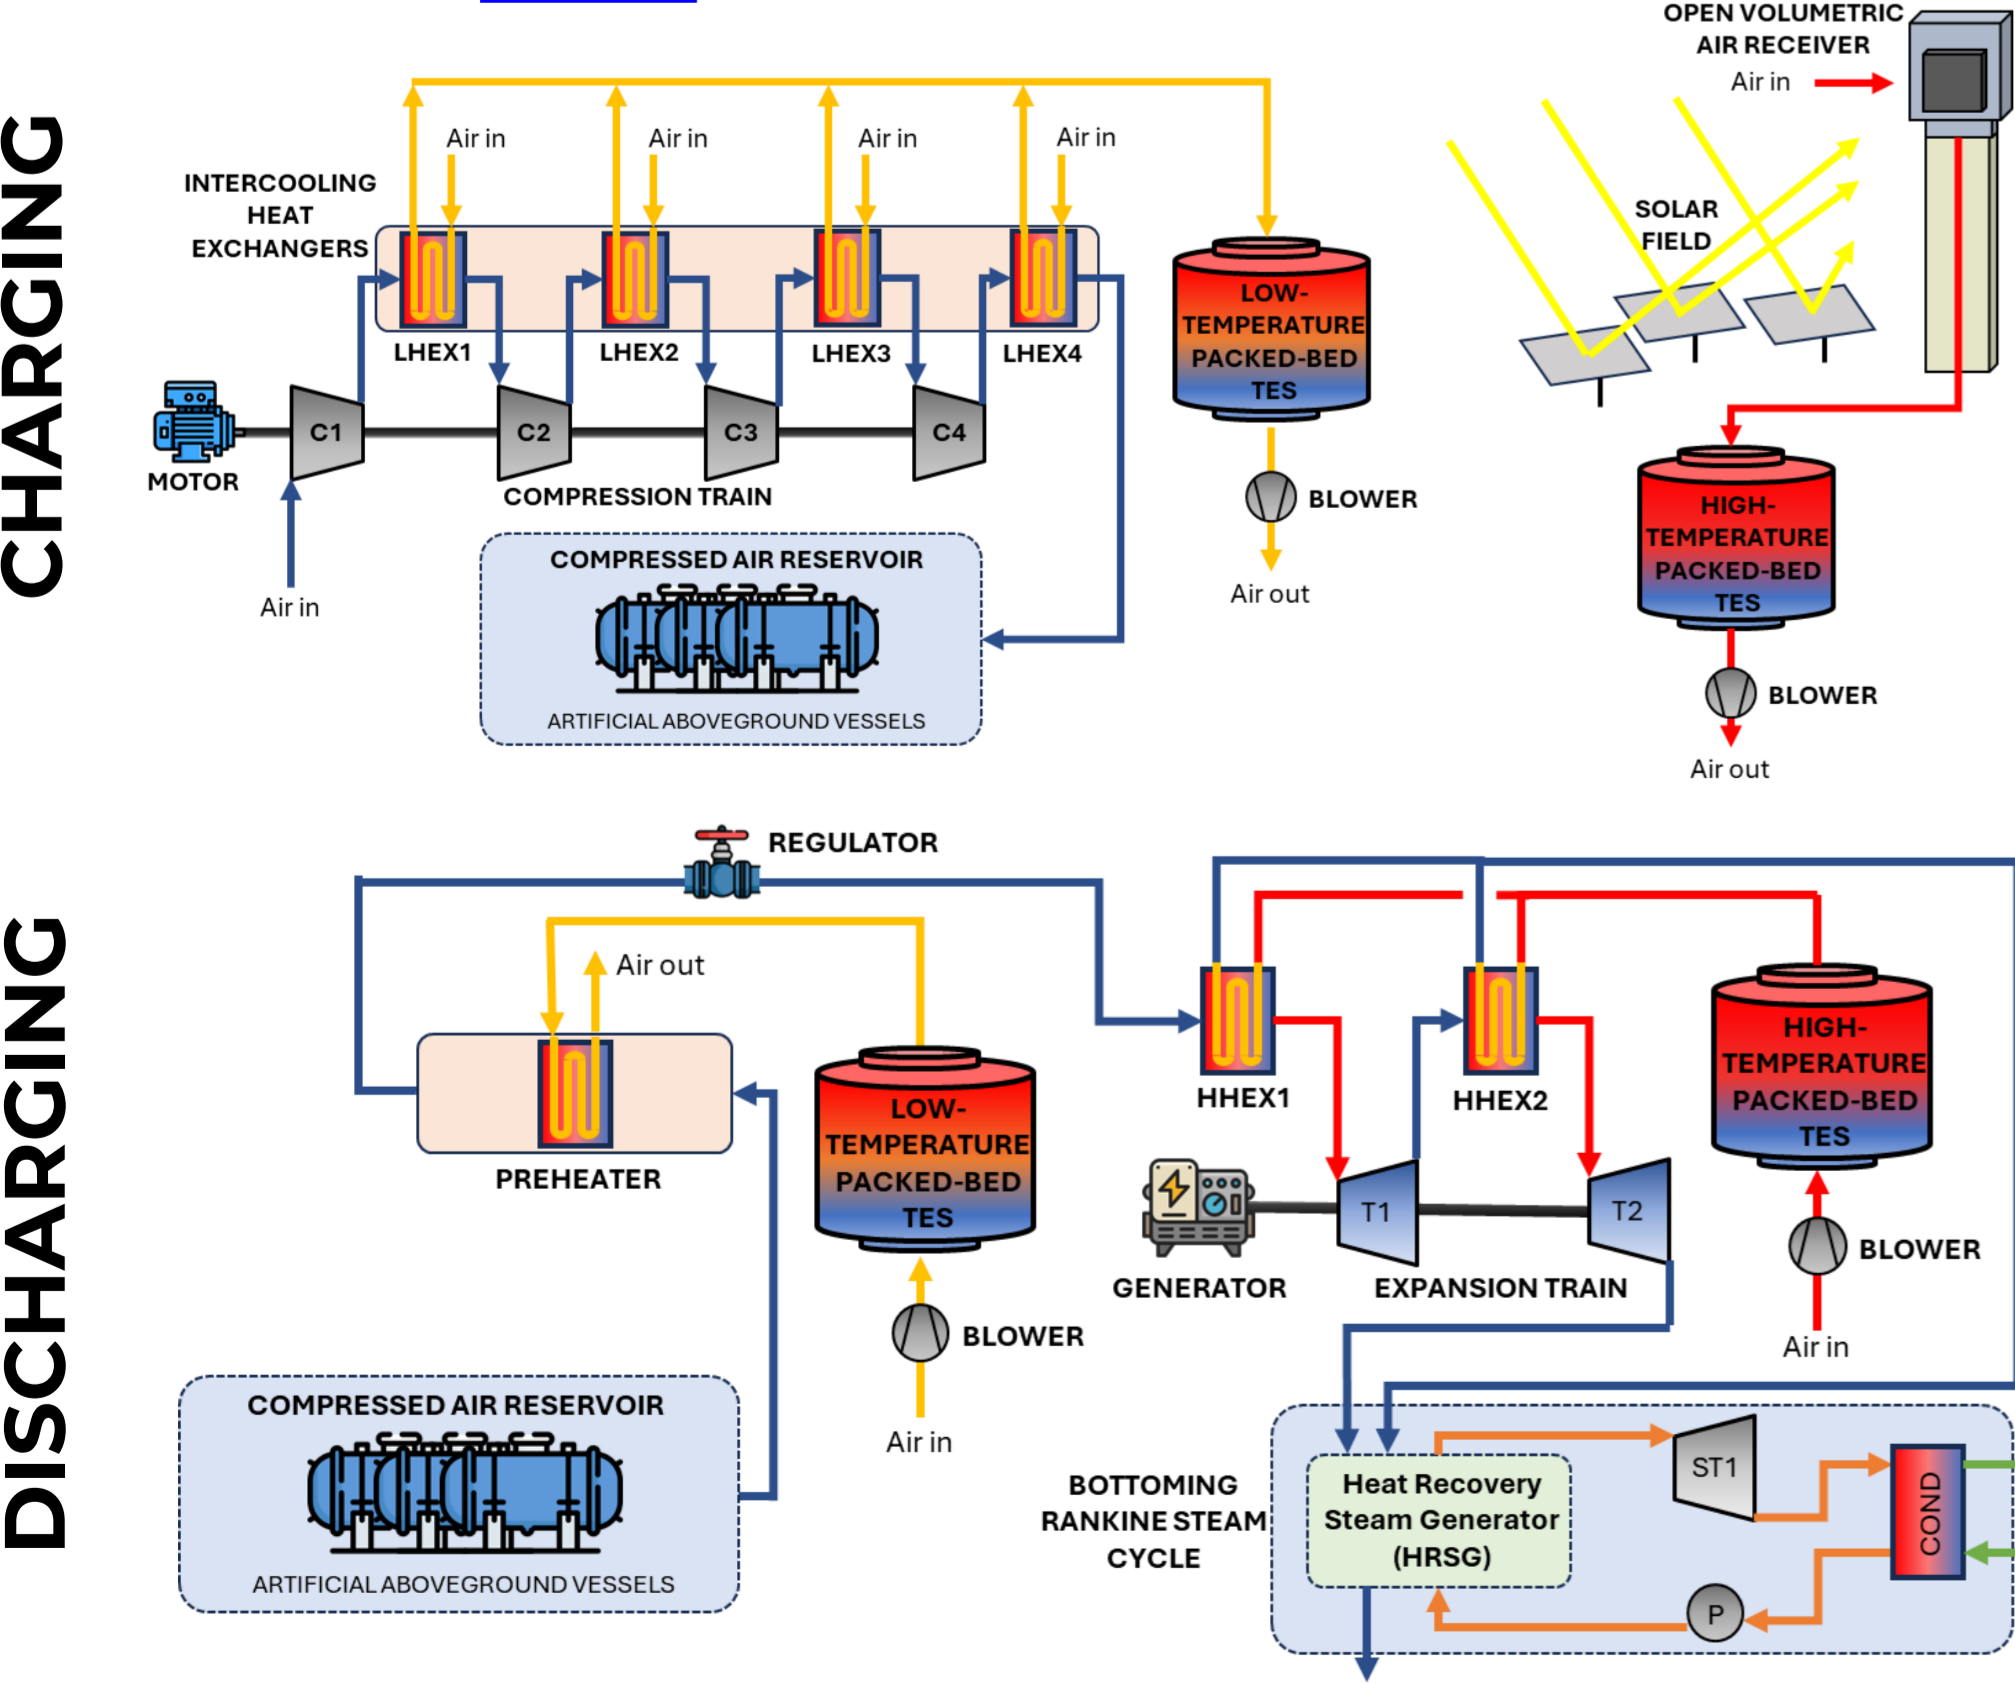 CHARGING
OPEN VOLUMETRIC
AIR RECEIVER
Air in
Air in
Air in
Air in
Air in
INTERCOOLING
HEAT
EXCHANGERS
SOLAR
FIELD
LHEX1
LHEX2
LHEX3
LHEX4
LOW-
TEMPERATURE
PACKED-BED
TES
C1
C2
C3
C4
MOTOR
COMPRESSION TRAIN
BLOWER
HIGH-
TEMPERATURE
PACKED-BED
TES
COMPRESSED AIR RESERVOIR
Air in
Air out
BLOWER
ARTIFICIAL ABOVEGROUND VESSELS
Air out
DISCHARGING
REGULATOR
Air out
PREHEATER
LOW-
TEMPERATURE
PACKED-BED
TES
HHEX1
HHEX2
HIGH-
TEMPERATURE
PACKED-BED
TES
T1
T2
GENERATOR
EXPANSION TRAIN
BLOWER
BLOWER
Air in
Air in
COMPRESSED AIR RESERVOIR
ARTIFICIAL ABOVEGROUND VESSELS
BOTTOMING
RANKINE STEAM
CYCLE
Heat Recovery
Steam Generator
(HRSG)
ST1
COND
P